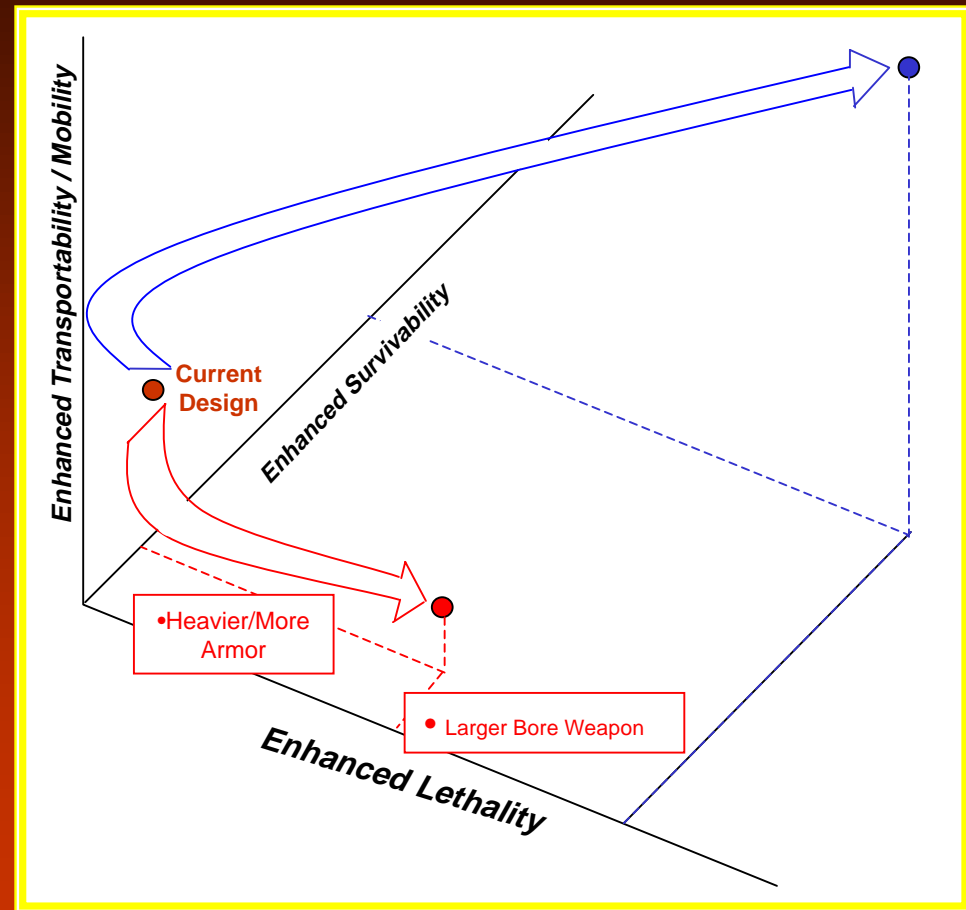 Enhanced Transportability / Mobility
Enhanced Survivability
Current
Design
•Heavier/More
Armor
• Larger Bore Weapon
Enhanced Lethality